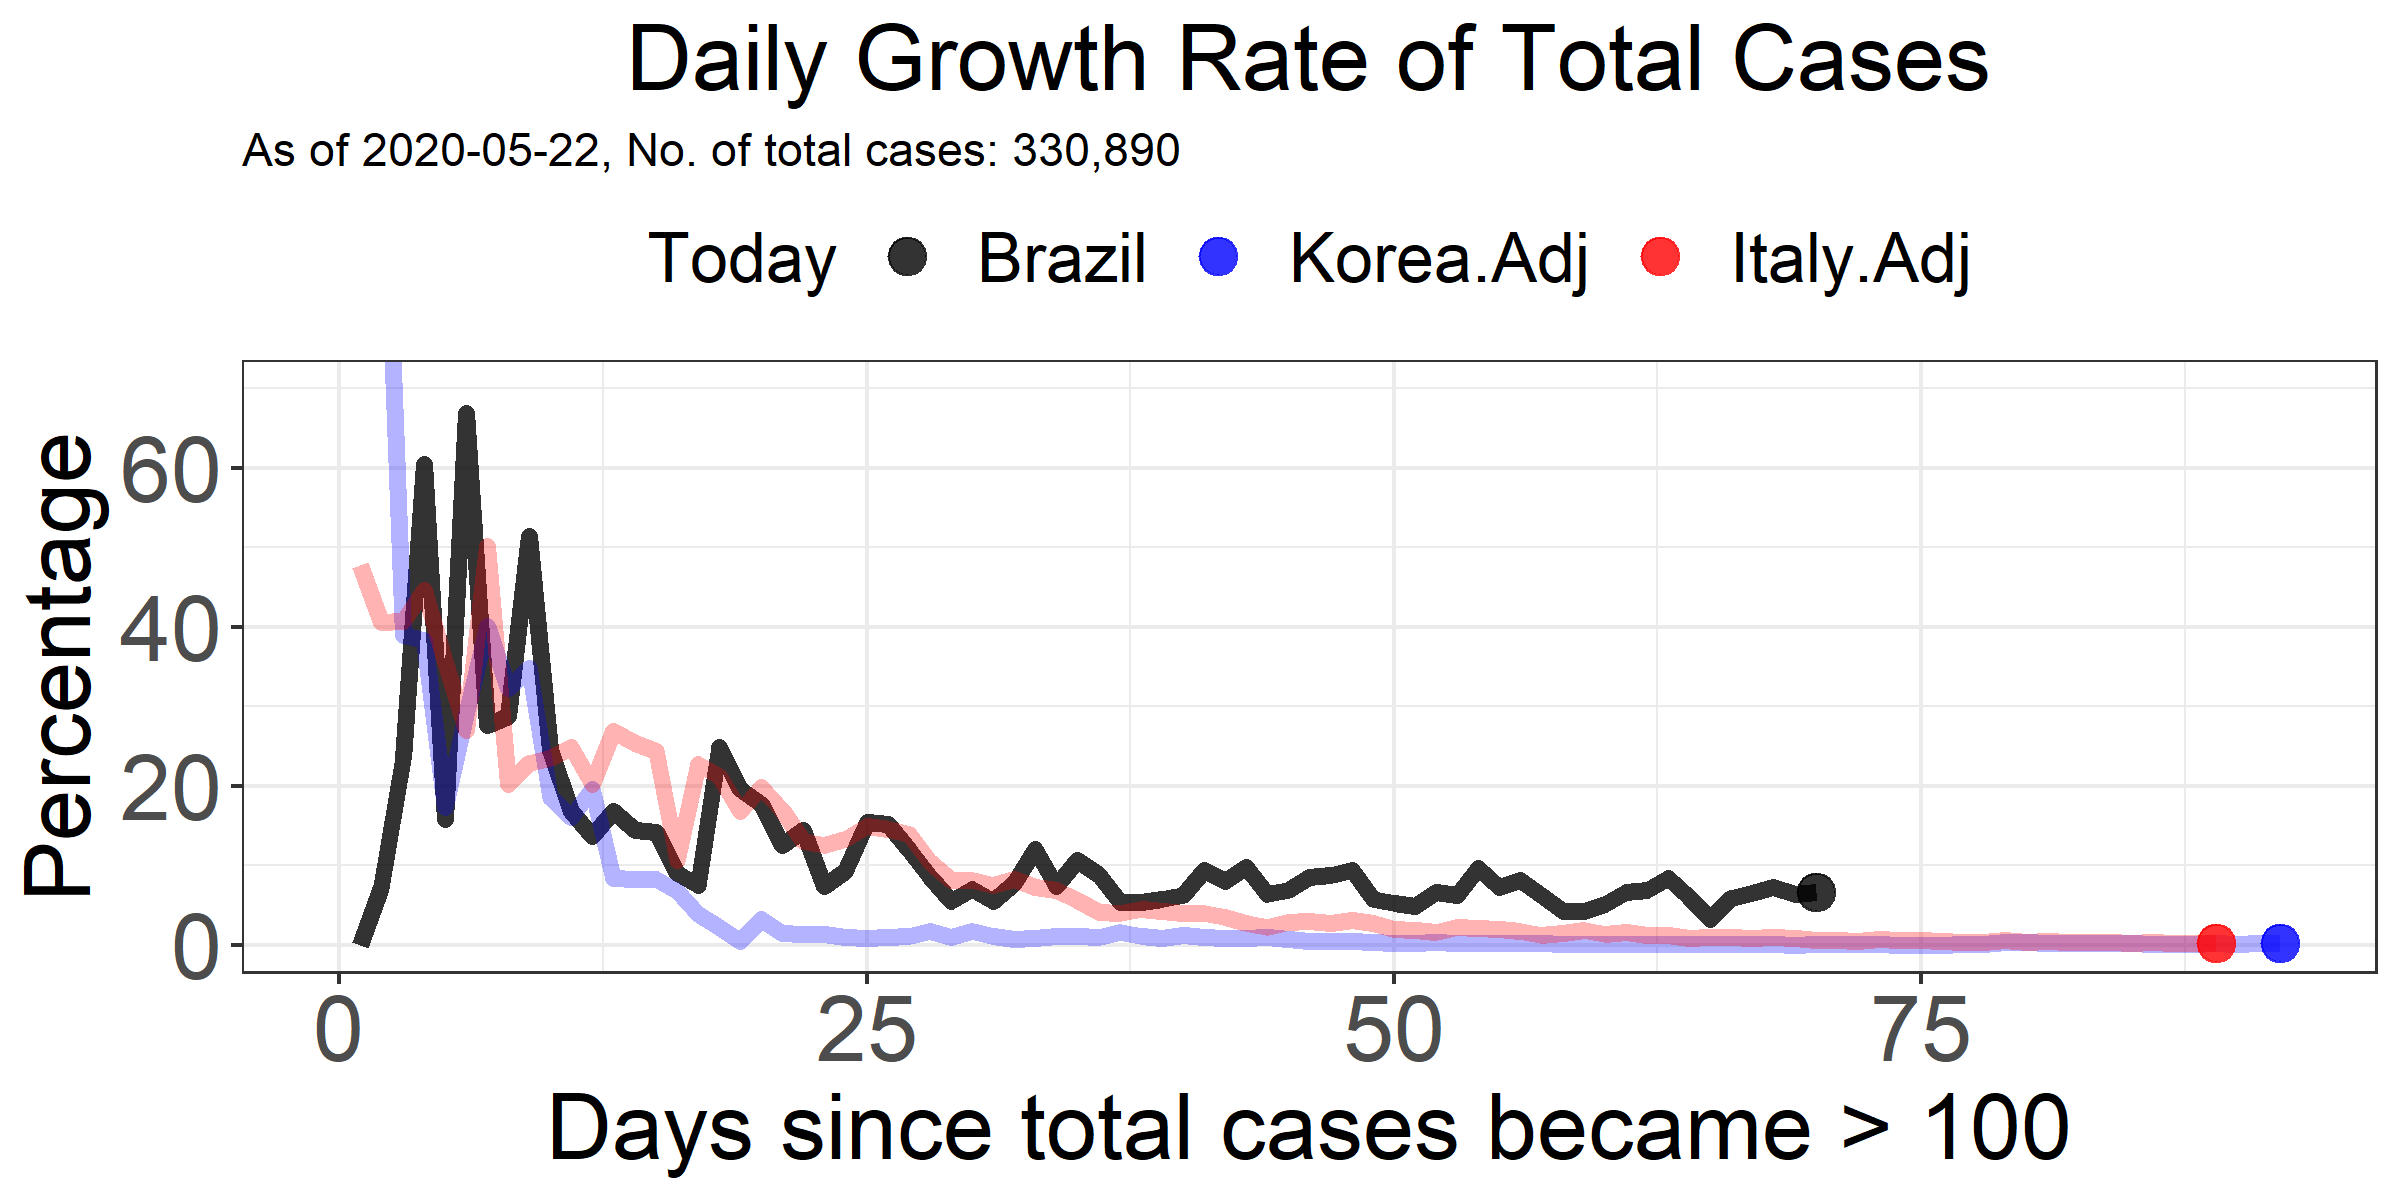 Daily Growth Rate of Total Cases
As of 2020-05-22, No. of total cases: 330,890
Today Brazil Korea.Adj Italy.Adj
Percentage
60
40
20
0
0 25 50 75
Days since total cases became > 100